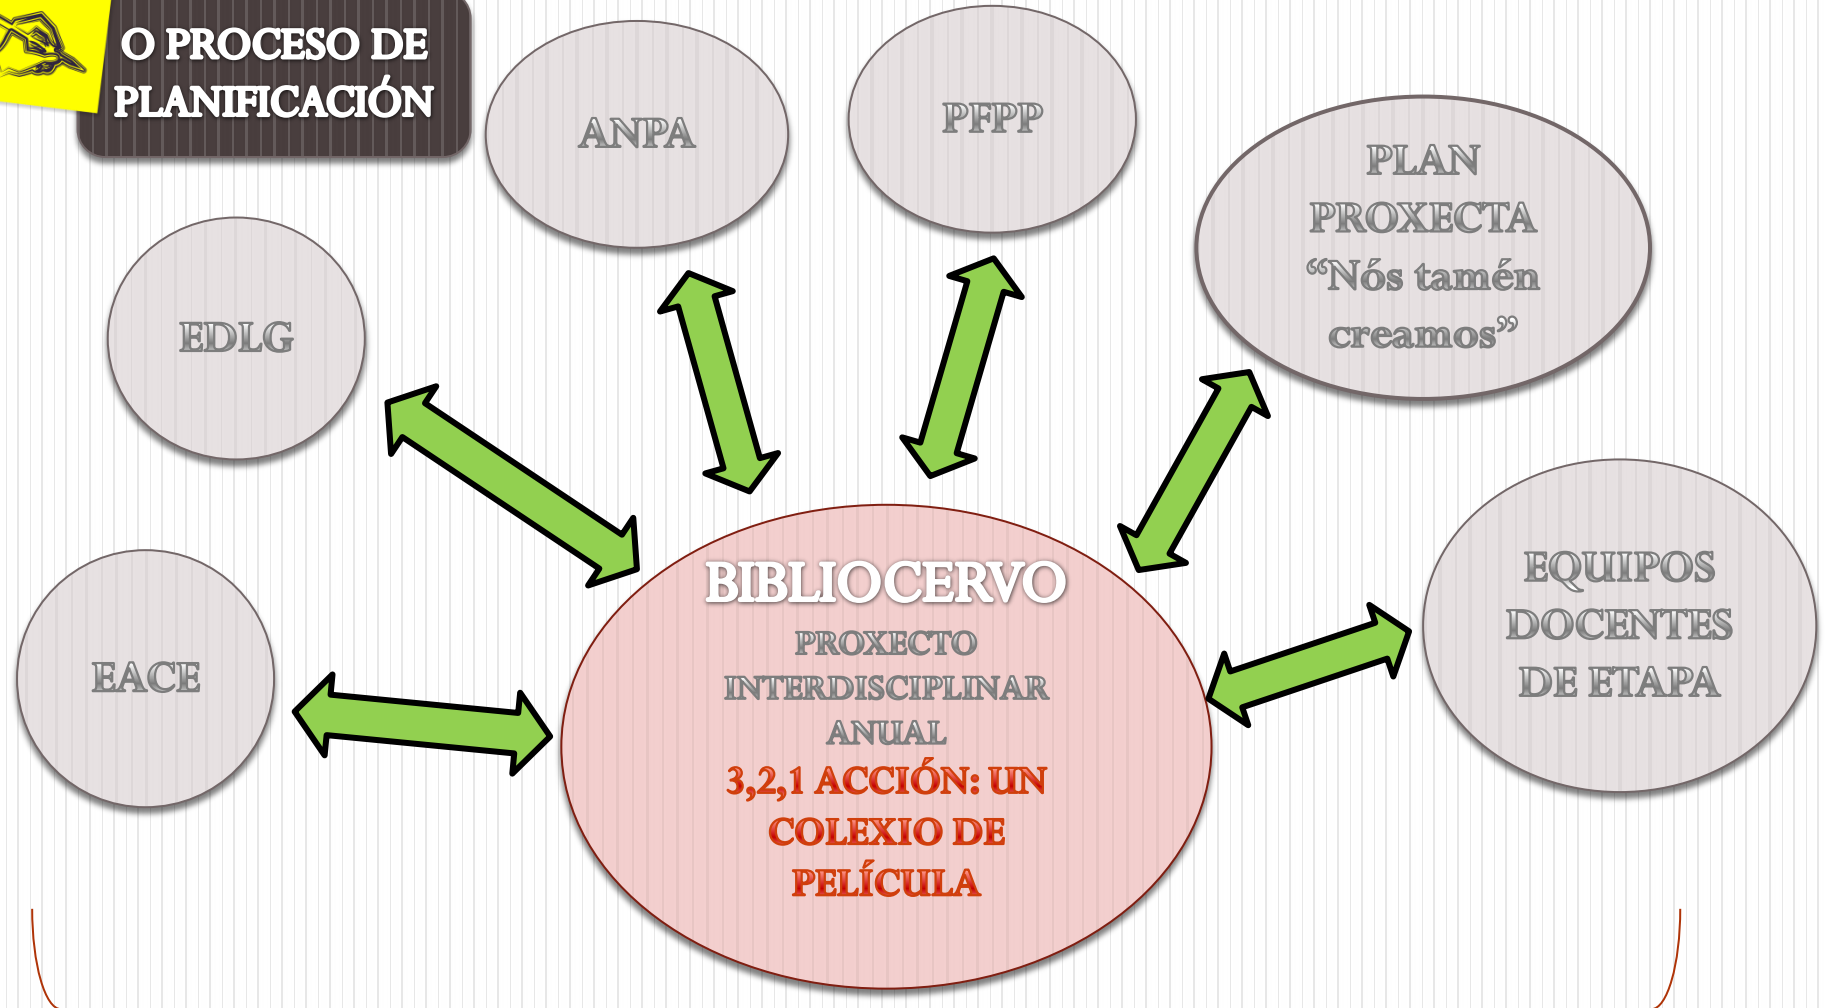 O PROCESO DE
PLANIFICACIÓN
ANPA
PFPP
PLAN
PROXECTA
“Nós tamén
creamos”
EDLG
EACE
EQUIPOS
DOCENTES
DE ETAPA
BIBLIOCERVO
PROXECTO
INTERDISCIPLINAR
ANUAL
3,2,1 ACCIÓN: UN
COLEXIO DE
PELÍCULA